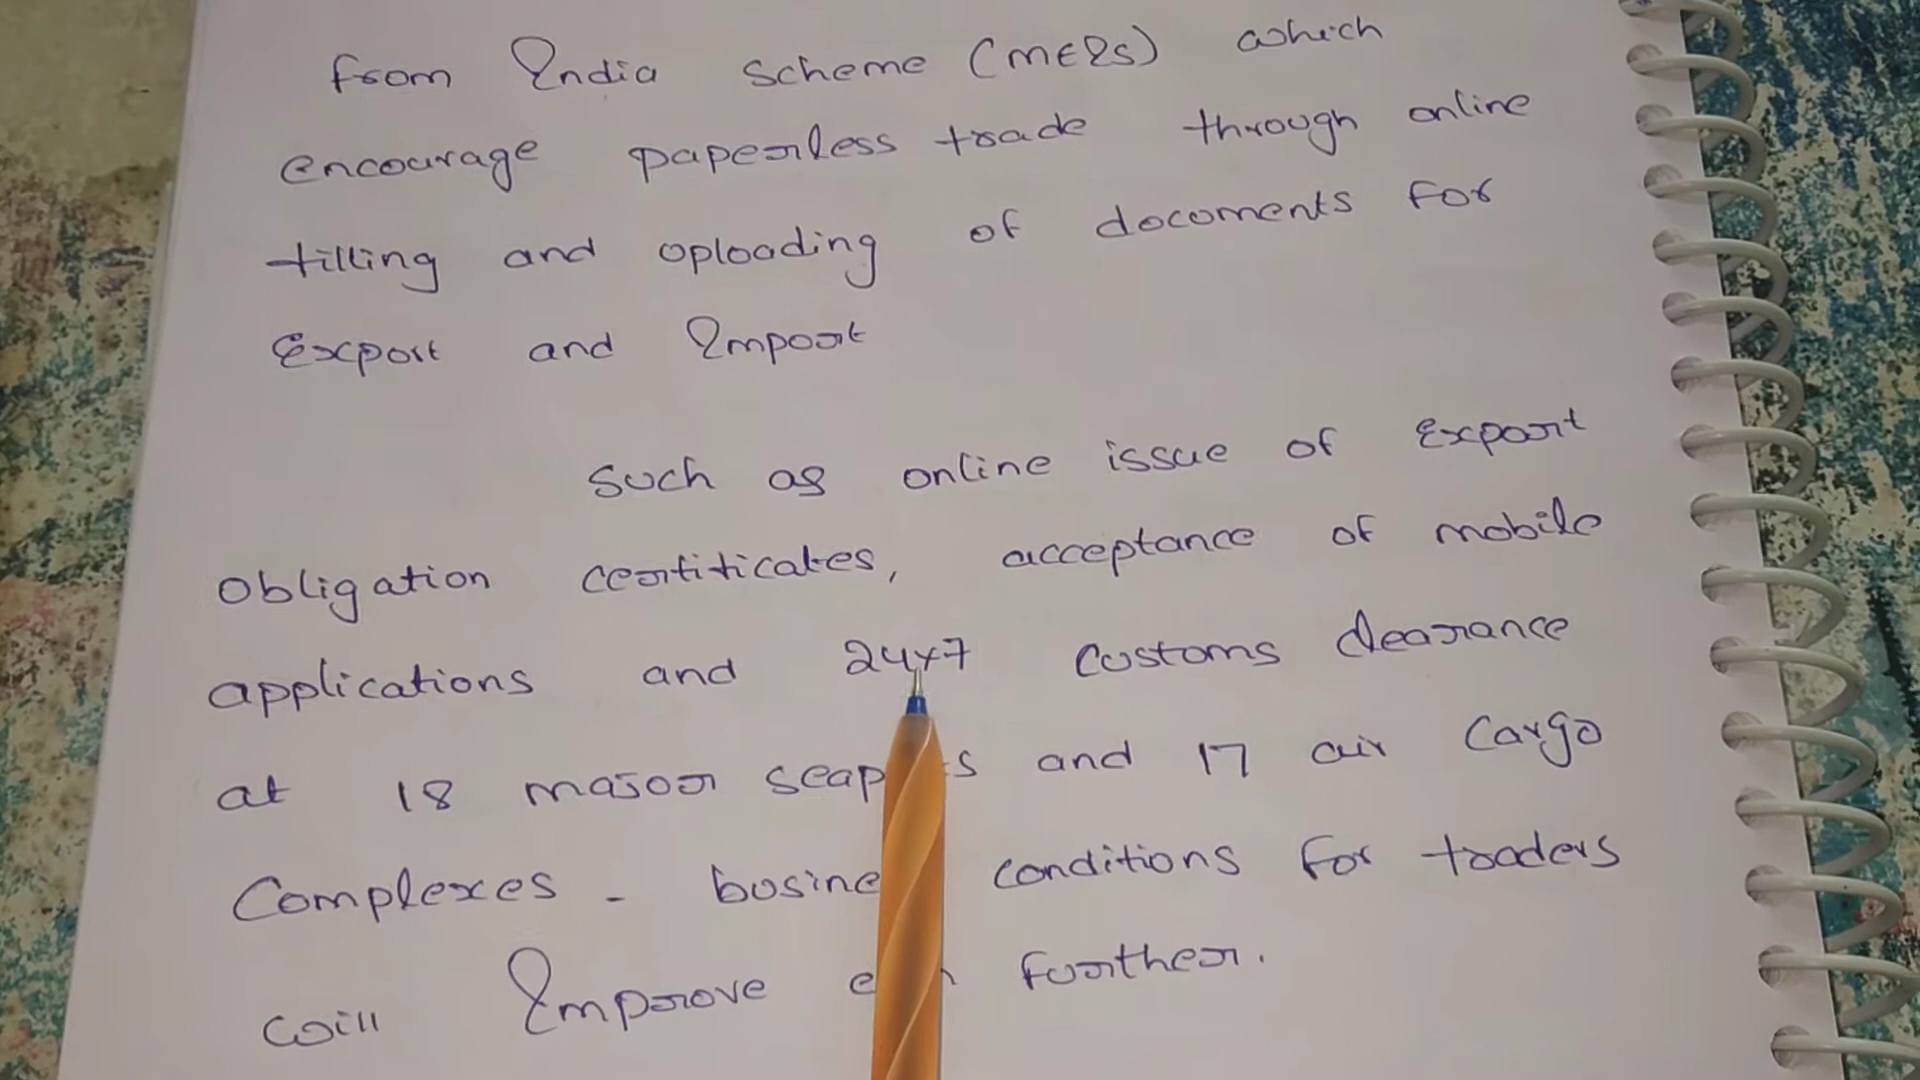 from India scheme (MEIS) which
encourage paperless trade through online
filling and uploading of documents for
Export and Import
Such as online issue of Export
obligation certificates, acceptance of mobile
applications and 24x7 customs clearance
at 18 major and 17 air cargo
complexes - conditions for traders
will Improve further.